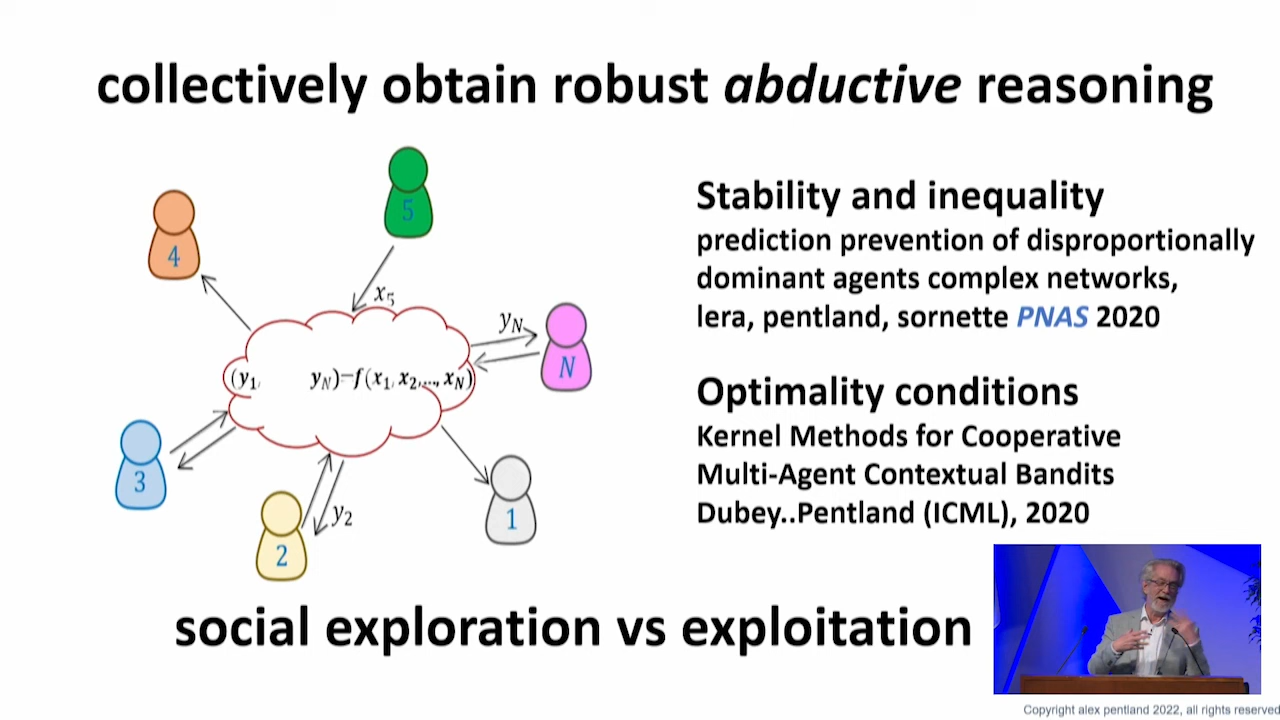 collectively obtain robust abductive reasoning
5
4
x5
yN
N
(y1, yN)=f(x1, x2,..., xN)
3
y2
1
2
Stability and inequality
prediction prevention of disproportionally
dominant agents complex networks,
lera, pentland, sornette PNAS 2020
Optimality conditions
Kernel Methods for Cooperative
Multi-Agent Contextual Bandits
Dubey..Pentland (ICML), 2020
social exploration vs exploitation
Copyright alex pentland 2022, all rights reserved